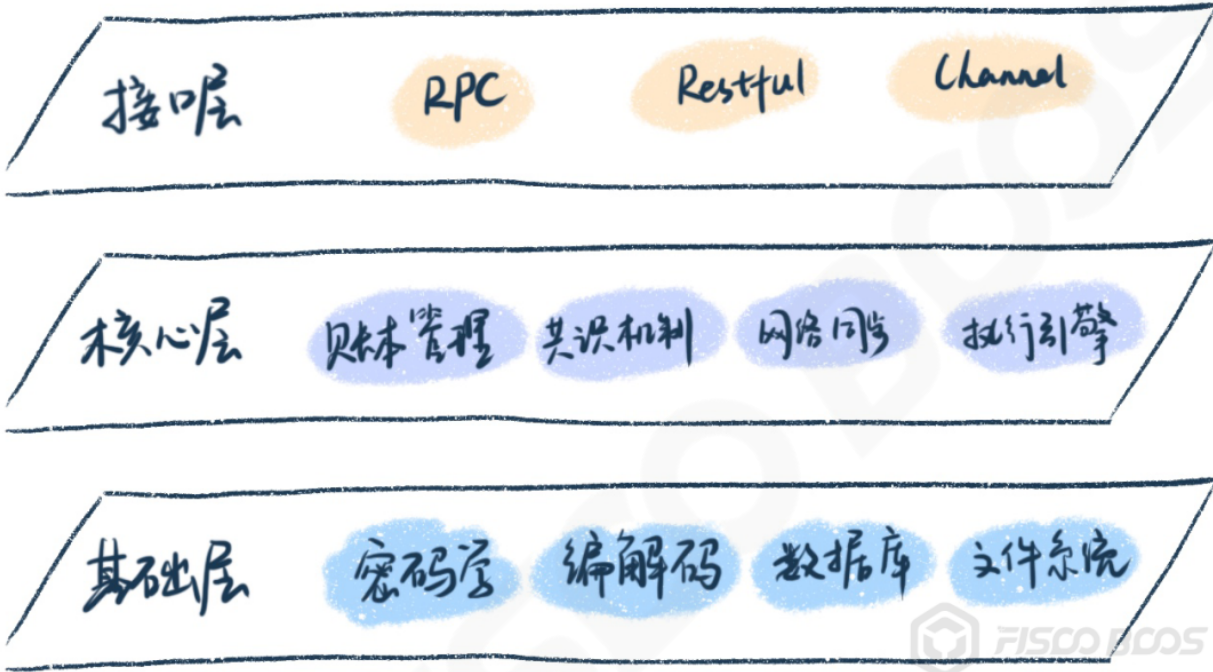 接口层 RPC Restful Channel
核心层 账本管理 共识机制 网络同步 执行引擎
基础层 密码学 编解码 数据库 文件系统
FISCO BCOS